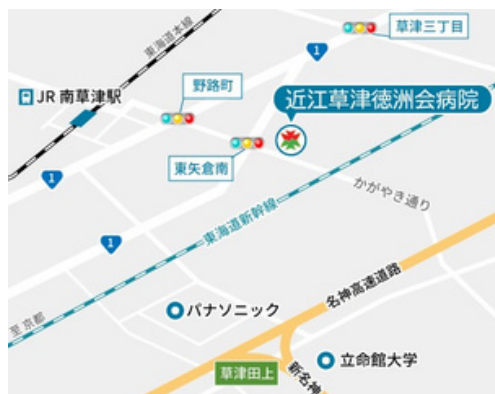 東海道本線
草津三丁目
1
JR 南草津駅
野路町
近江草津徳洲会病院
東矢倉南
1
かがやき通り
東海道新幹線
1
名神高速道路
至 京都
パナソニック
立命館大学
草津田上
新名神